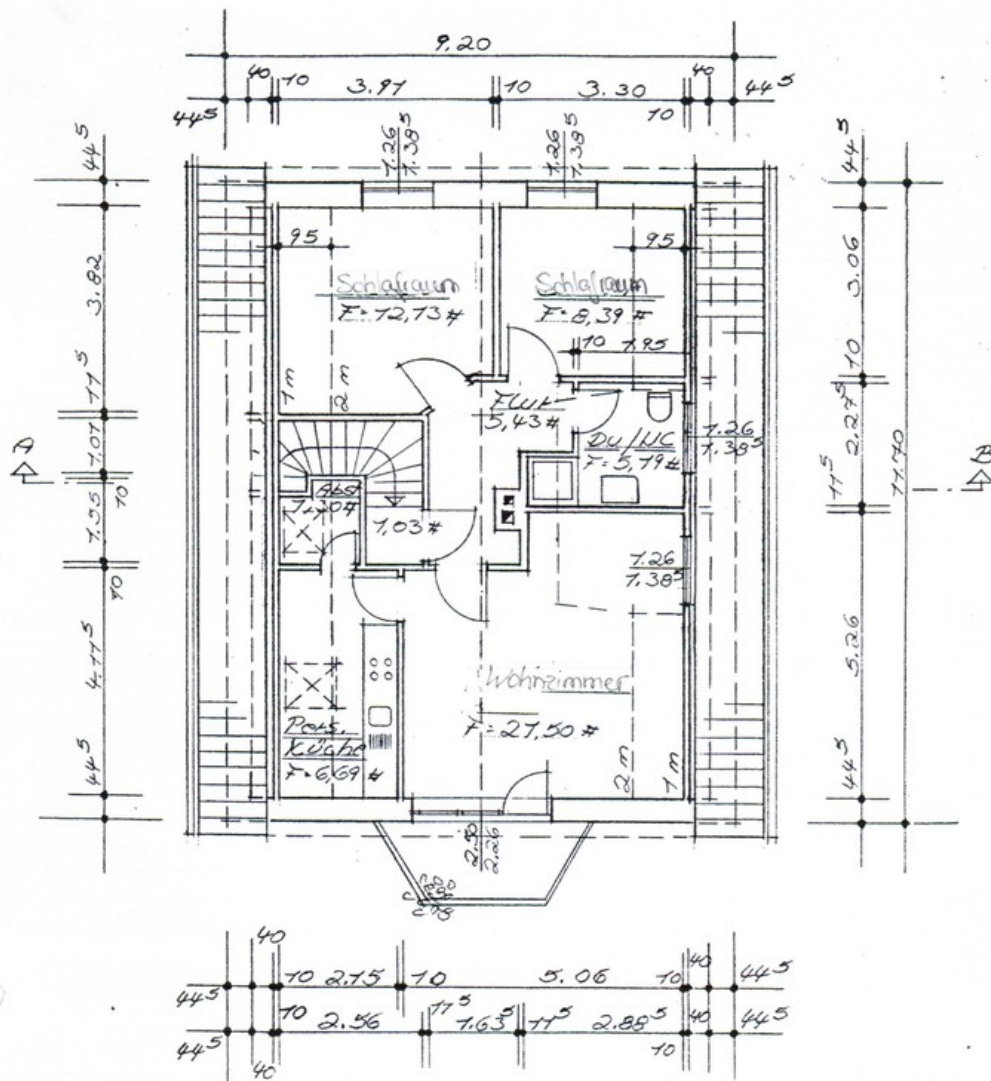 9.20
40 10 3.91 10 3.30 40
44⁵ 10 44⁵
1.26
1.38⁵
1.26
1.38⁵
44⁵
3.82
11⁵
1.01
10
1.55
10
4.11⁵
44⁵
95
Schlafraum
F=12,13 #
1 m
2 m
95
Schlafraum
F=8,39 #
10 1.95
Flur
5,43 #
Du/WC
F=5,19 #
1.26
1.38⁵
Abst
1,30 #
1,03 #
1.26
1.38⁵
Wohnzimmer
F=27,50 #
2 m
1 m
Küche
F=6,69 #
2.50
2.26
A
B
44⁵
3.06
10
2.27⁵
11⁵
5.26
44⁵
11.70
40 40
44⁵ 10 2.15 10 5.06 10 44⁵
10 2.56 11⁵ 1.63⁵ 11⁵ 2.88⁵ 40 44⁵
44⁵ 40 10